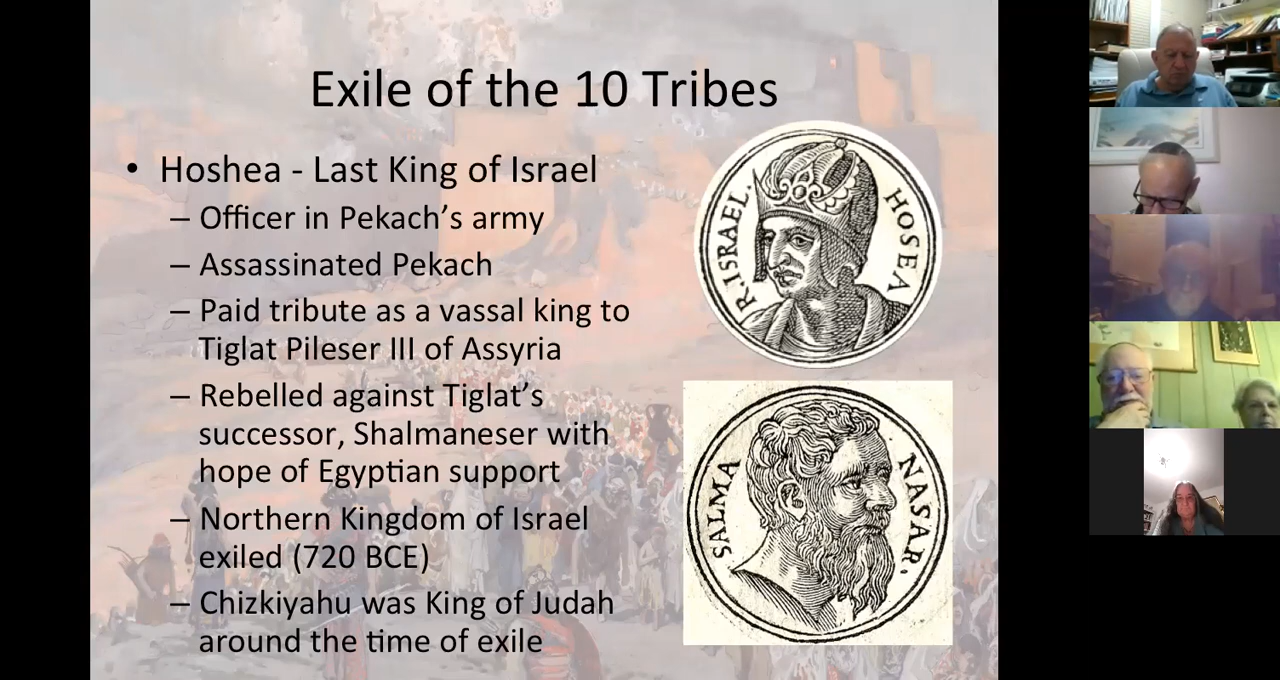 Exile of the 10 Tribes
• Hoshea - Last King of Israel
– Officer in Pekach’s army
– Assassinated Pekach
– Paid tribute as a vassal king to
Tiglat Pileser III of Assyria
– Rebelled against Tiglat’s
successor, Shalmaneser with
hope of Egyptian support
– Northern Kingdom of Israel
exiled (720 BCE)
– Chizkiyahu was King of Judah
around the time of exile
R. ISRAEL. HOSEA
SALMA NASAR.